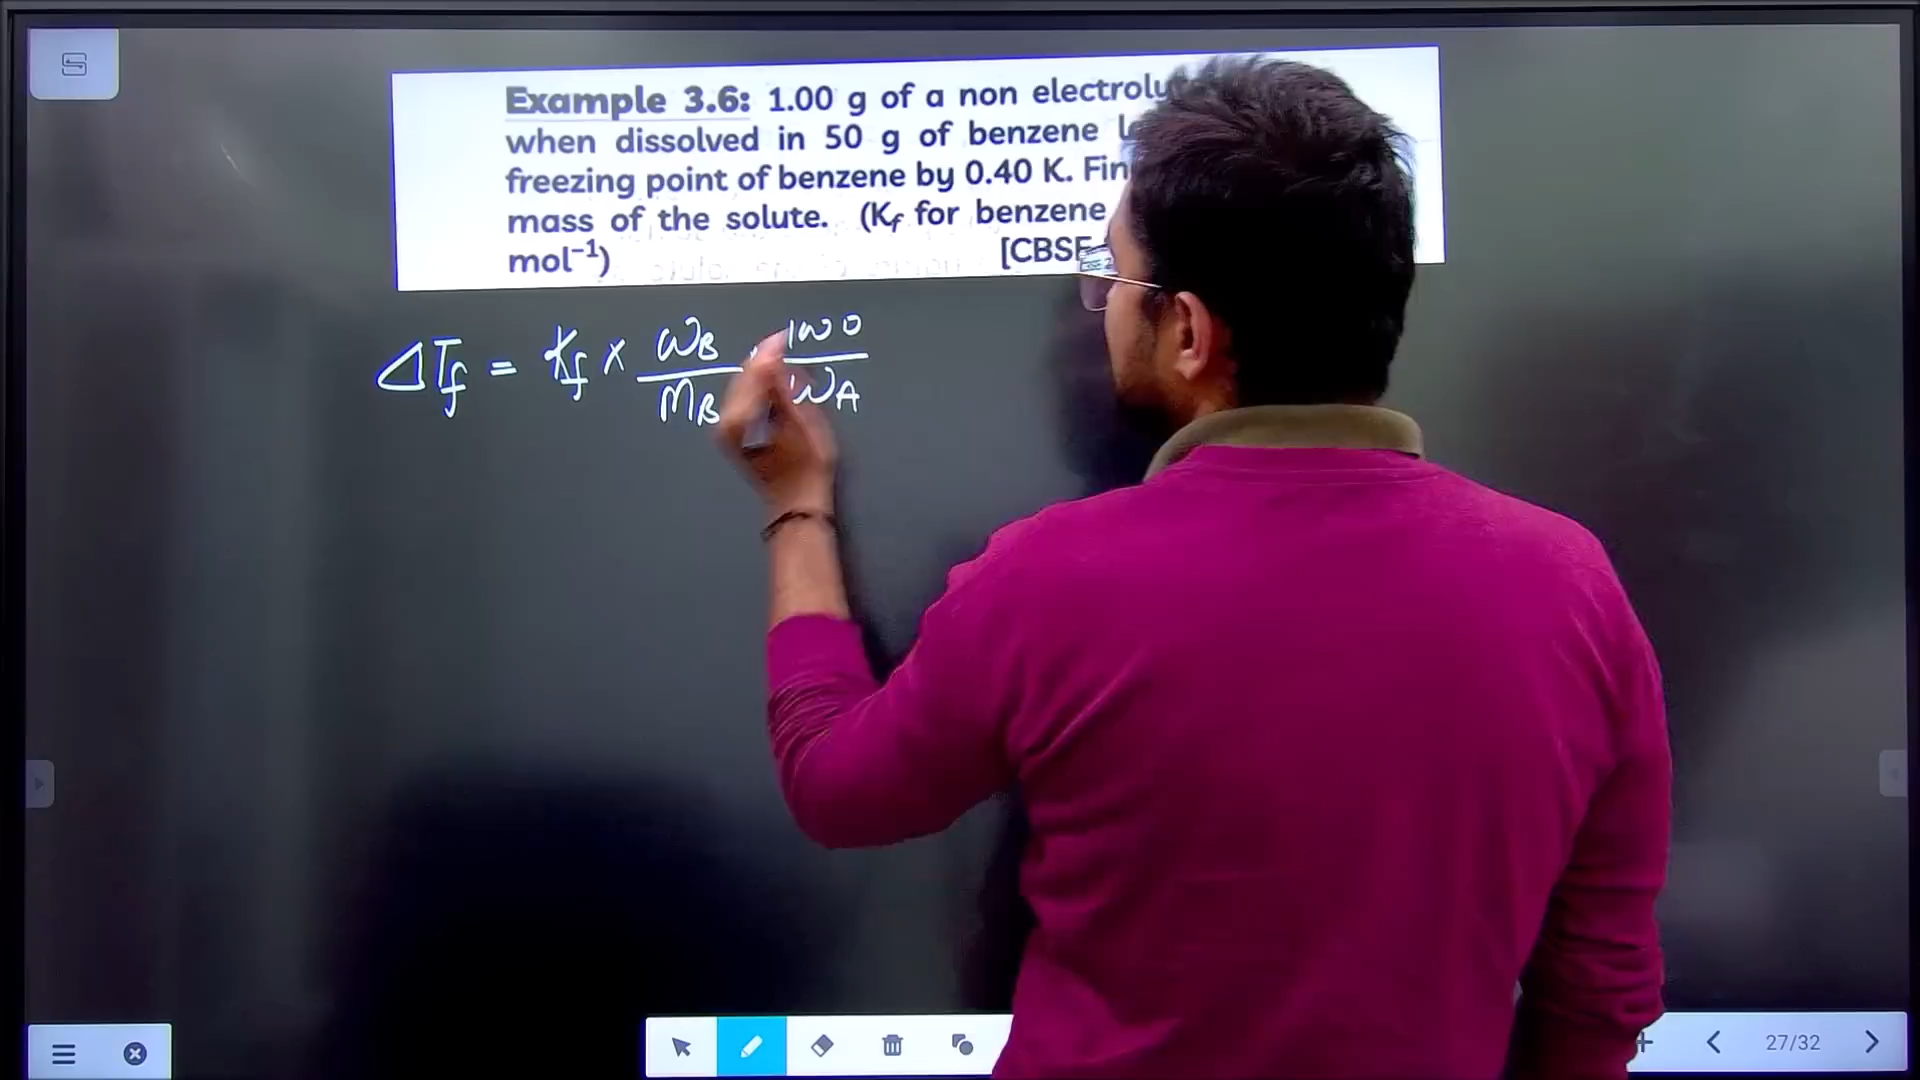 Example 3.6: 1.00 g of a non
when dissolved in 50 g of benzene
freezing point of benzene by 0.40 K.
mass of the solute. (Kf for benzene
mol⁻¹) [CBSE
ΔTf = Kf × WB/MB × 1000/WA
27/32